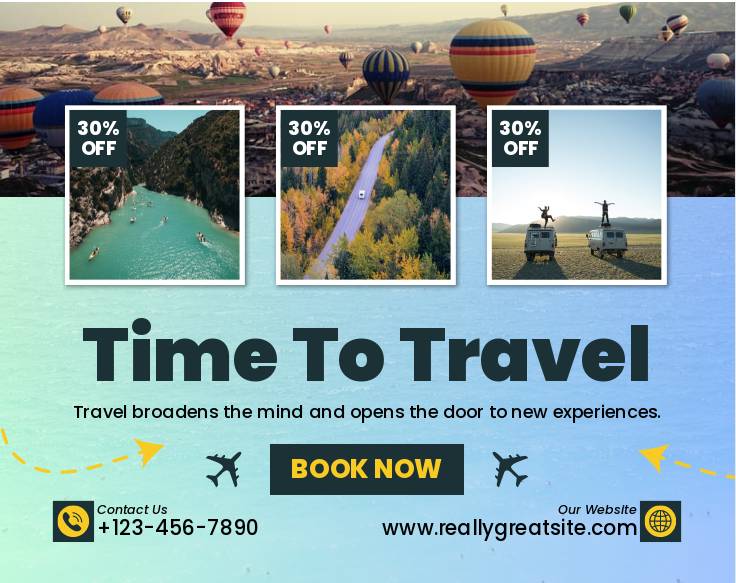 30%
OFF
30%
OFF
30%
OFF
Time To Travel
Travel broadens the mind and opens the door to new experiences.
BOOK NOW
Contact Us
+123-456-7890
Our Website
www.reallygreatsite.com